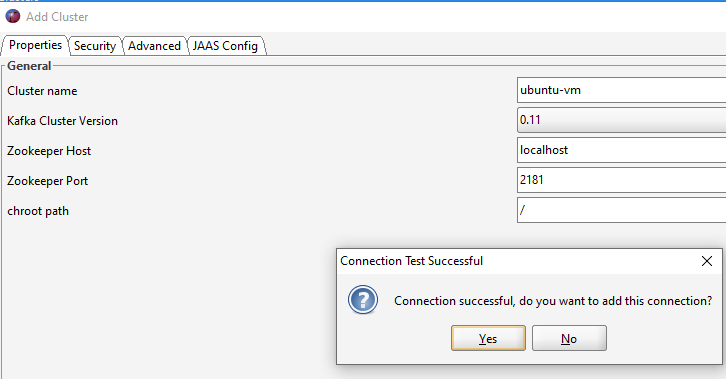 Add Cluster
Properties Security Advanced JAAS Config
General
Cluster name ubuntu-vm
Kafka Cluster Version 0.11
Zookeeper Host localhost
Zookeeper Port 2181
chroot path /
Connection Test Successful
Connection successful, do you want to add this connection?
Yes No